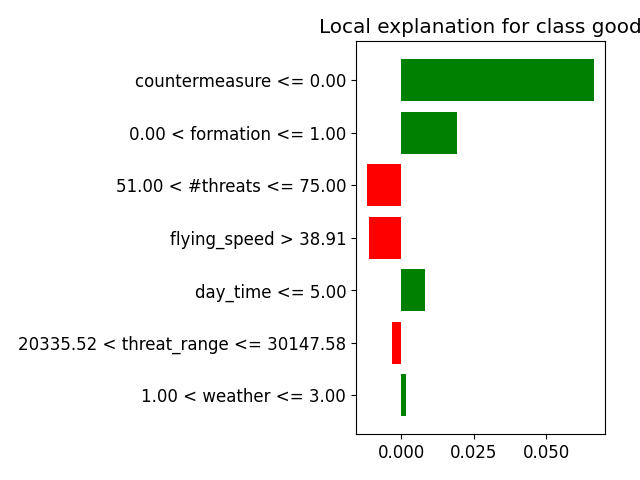 Local explanation for class good
countermeasure <= 0.00
0.00 < formation <= 1.00
51.00 < #threats <= 75.00
flying_speed > 38.91
day_time <= 5.00
20335.52 < threat_range <= 30147.58
1.00 < weather <= 3.00
0.000 0.025 0.050